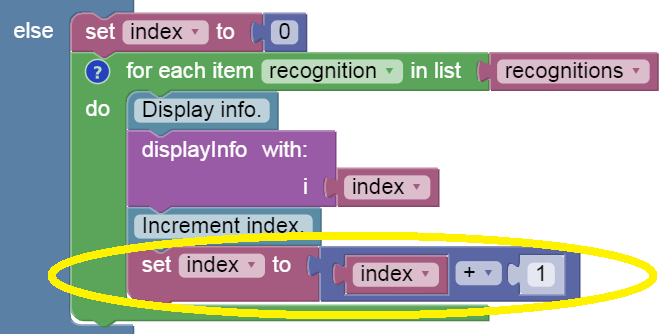 else set index to 0
? for each item recognition in list recognitions
do Display info.
displayInfo with:
i index
Increment index.
set index to index + 1